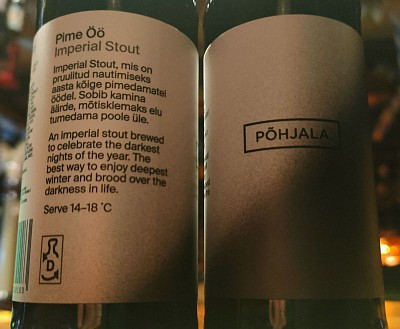 Pime Öö
Imperial Stout
Imperial Stout, mis on
pruulitud nautimiseks
aasta kõige pimedamatel
öödel. Sobib kamina
äärde, mõtisklemaks elu
tumedama poole üle.
An Imperial stout brewed
to celebrate the darkest
nights of the year. The
best way to enjoy deepest
winter and brood over the
darkness in life.
Serve 14–18 °C
D
PÕHJALA